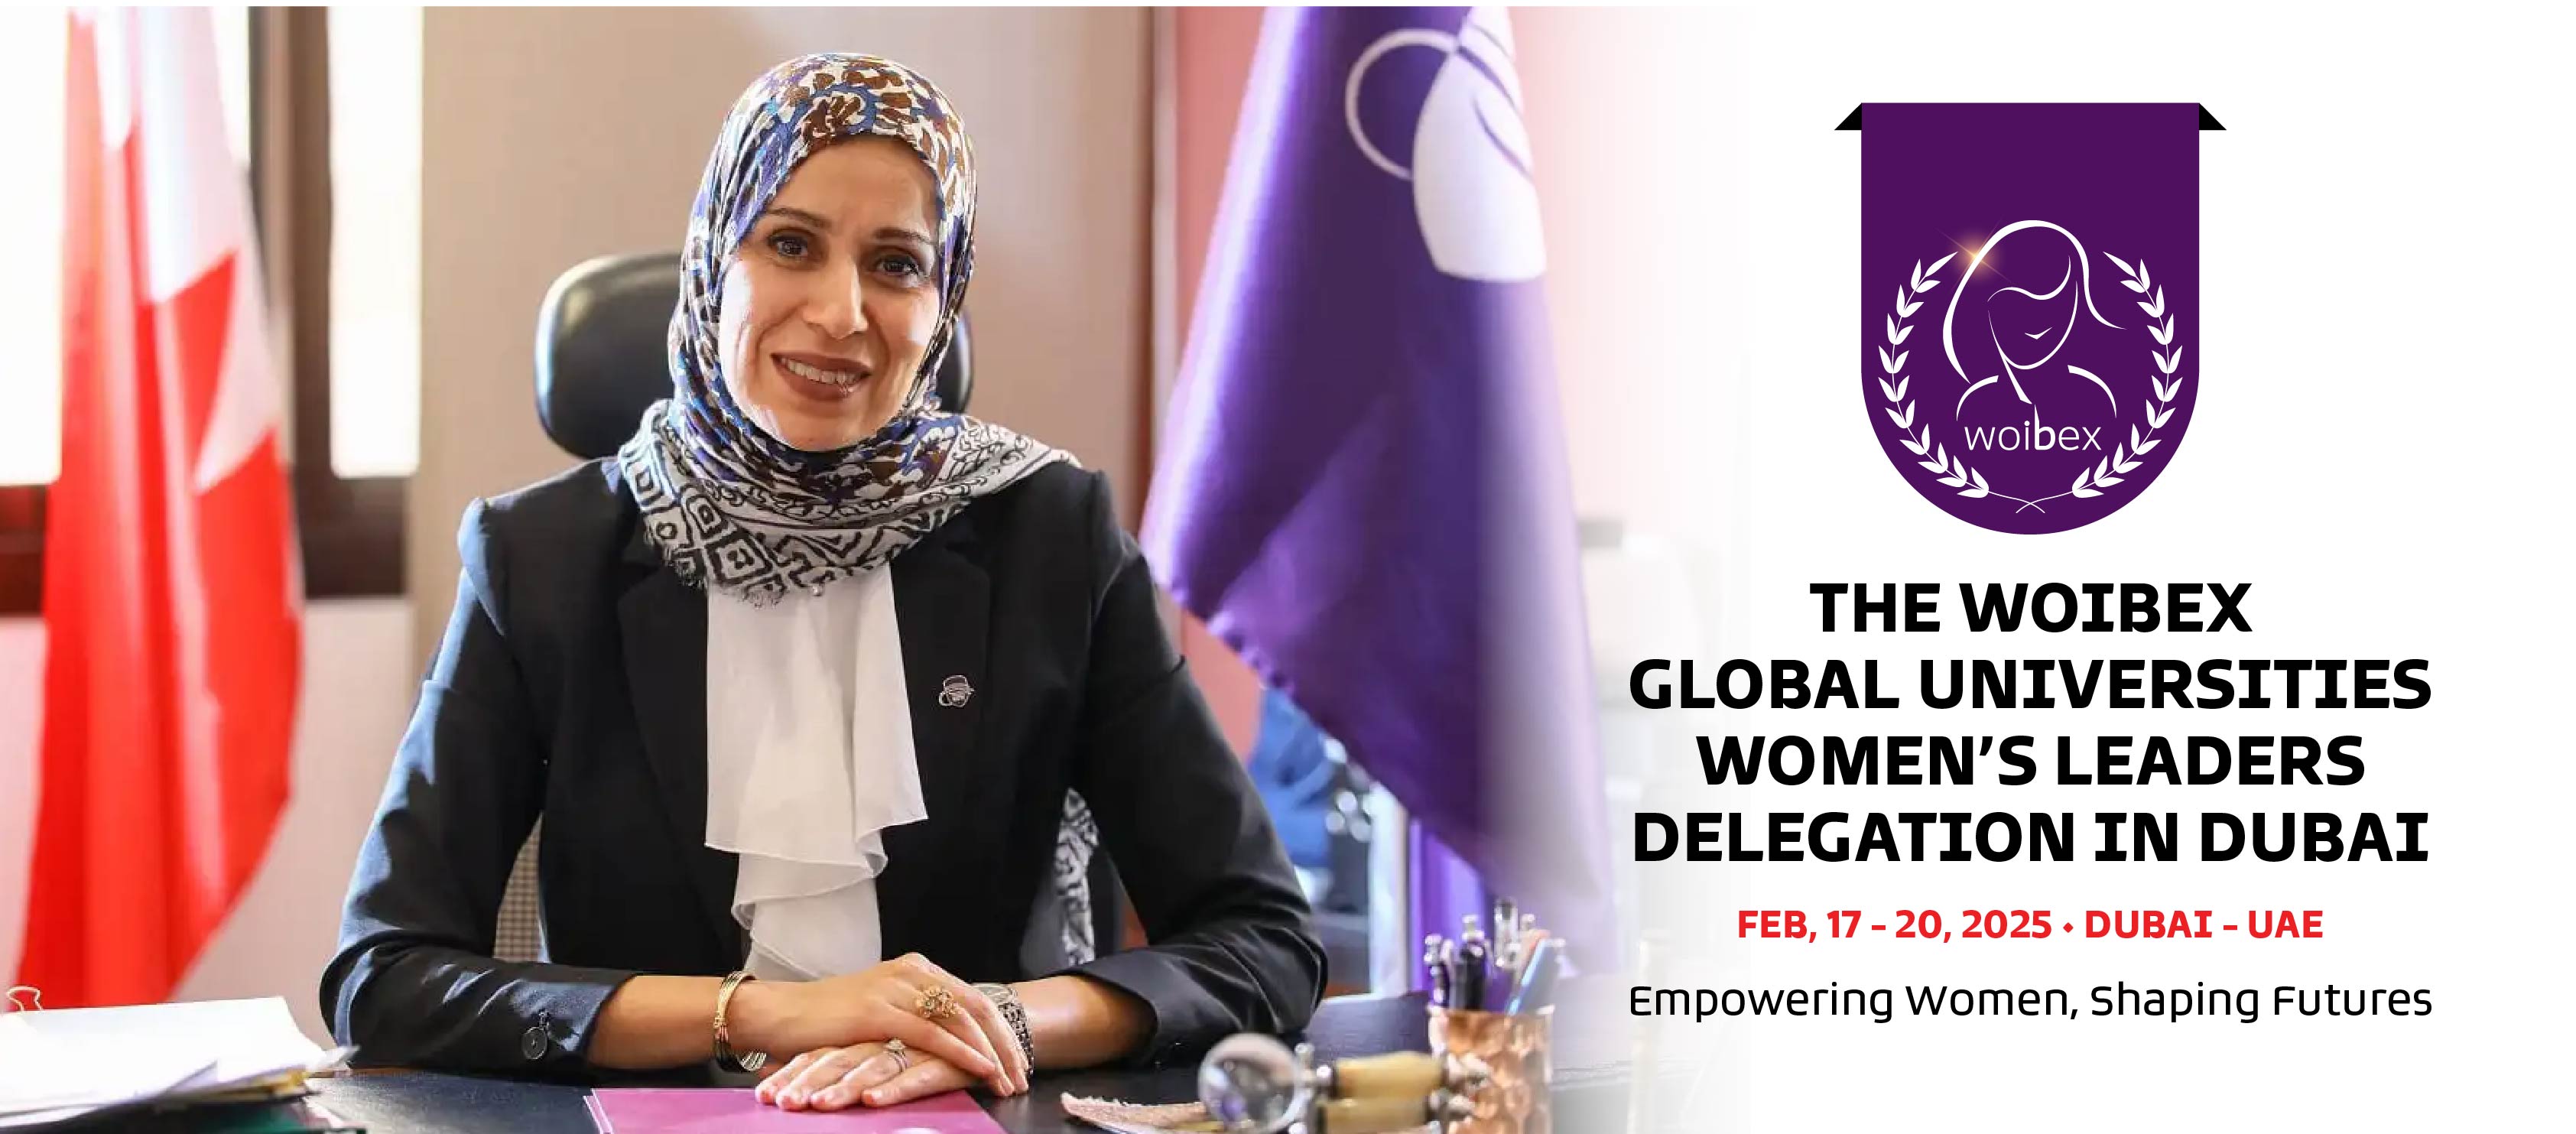 woibex
THE WOIBEX
GLOBAL UNIVERSITIES
WOMEN’S LEADERS
DELEGATION IN DUBAI
FEB, 17 - 20, 2025 • DUBAI - UAE
Empowering Women, Shaping Futures